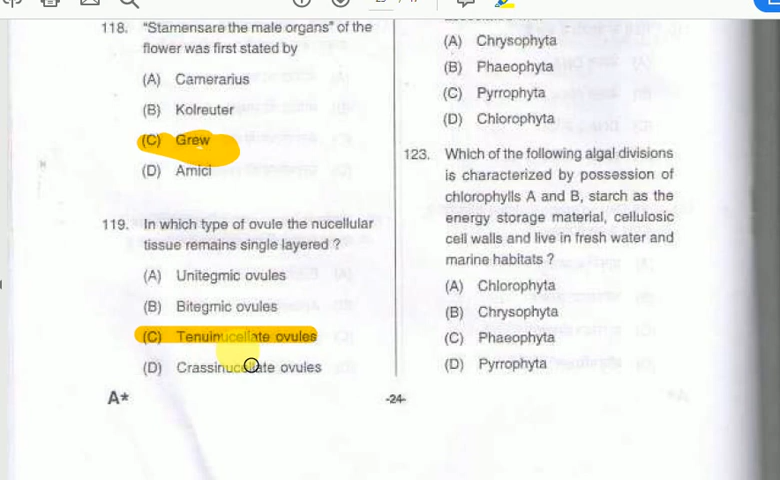 118. "Stamensare the male organs" of the
flower was first stated by
(A) Camerarius
(B) Kolreuter
(C) Grew
(D) Amici
119. In which type of ovule the nucellular
tissue remains single layered ?
(A) Unitegmic ovules
(B) Bitegmic ovules
(C) Tenuinucellate ovules
(D) Crassinucellate ovules
A*
(A) Chrysophyta
(B) Phaeophyta
(C) Pyrrophyta
(D) Chlorophyta
123. Which of the following algal divisions
is characterized by possession of
chlorophylls A and B, starch as the
energy storage material, cellulosic
cell walls and live in fresh water and
marine habitats ?
(A) Chlorophyta
(B) Chrysophyta
(C) Phaeophyta
(D) Pyrrophyta
-24-